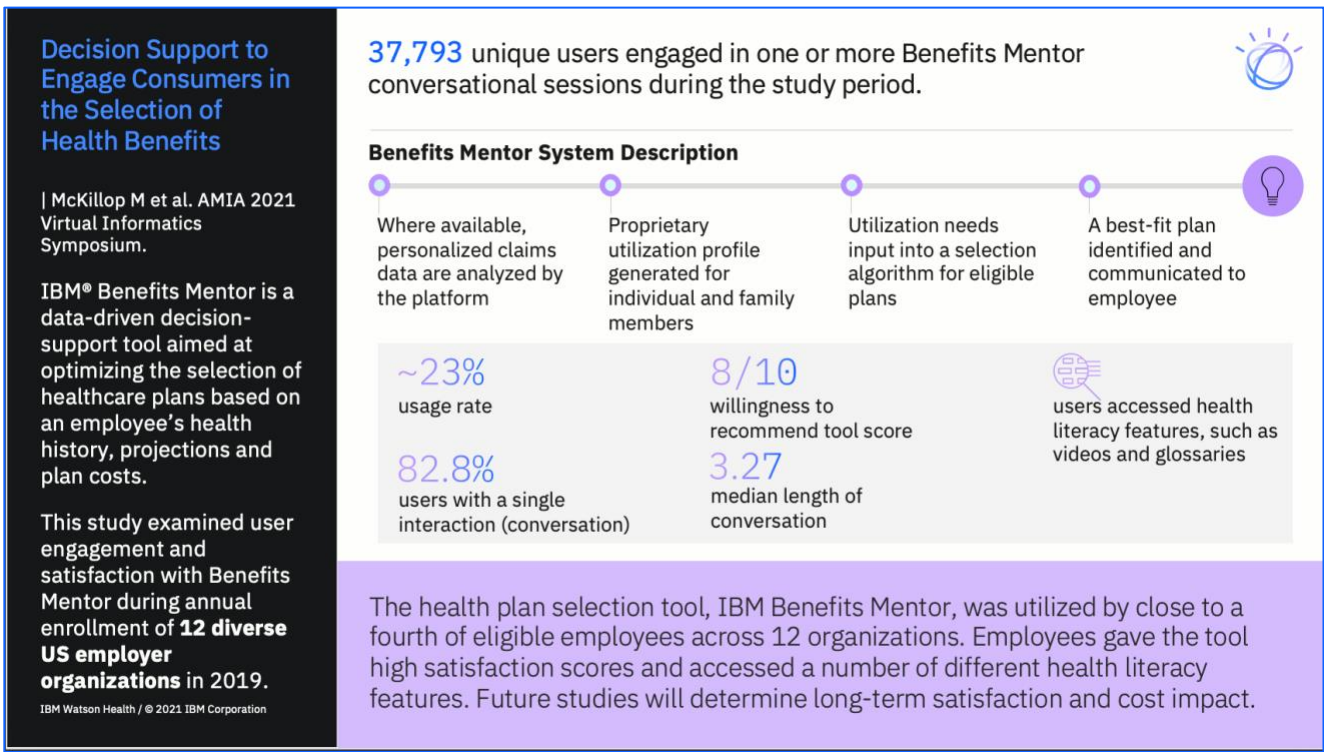 Decision Support to
Engage Consumers in
the Selection of
Health Benefits
| McKillop M et al. AMIA 2021
Virtual Informatics
Symposium.
IBM® Benefits Mentor is a
data-driven decision-
support tool aimed at
optimizing the selection of
healthcare plans based on
an employee’s health
history, projections and
plan costs.
This study examined user
engagement and
satisfaction with Benefits
Mentor during annual
enrollment of 12 diverse
US employer
organizations in 2019.
IBM Watson Health / © 2021 IBM Corporation
37,793 unique users engaged in one or more Benefits Mentor
conversational sessions during the study period.
Benefits Mentor System Description
Where available,
personalized claims
data are analyzed by
the platform
Proprietary
utilization profile
generated for
individual and family
members
Utilization needs
input into a selection
algorithm for eligible
plans
A best-fit plan
identified and
communicated to
employee
~23%
usage rate
82.8%
users with a single
interaction (conversation)
8/10
willingness to
recommend tool score
3.27
median length of
conversation
users accessed health
literacy features, such as
videos and glossaries
The health plan selection tool, IBM Benefits Mentor, was utilized by close to a
fourth of eligible employees across 12 organizations. Employees gave the tool
high satisfaction scores and accessed a number of different health literacy
features. Future studies will determine long-term satisfaction and cost impact.